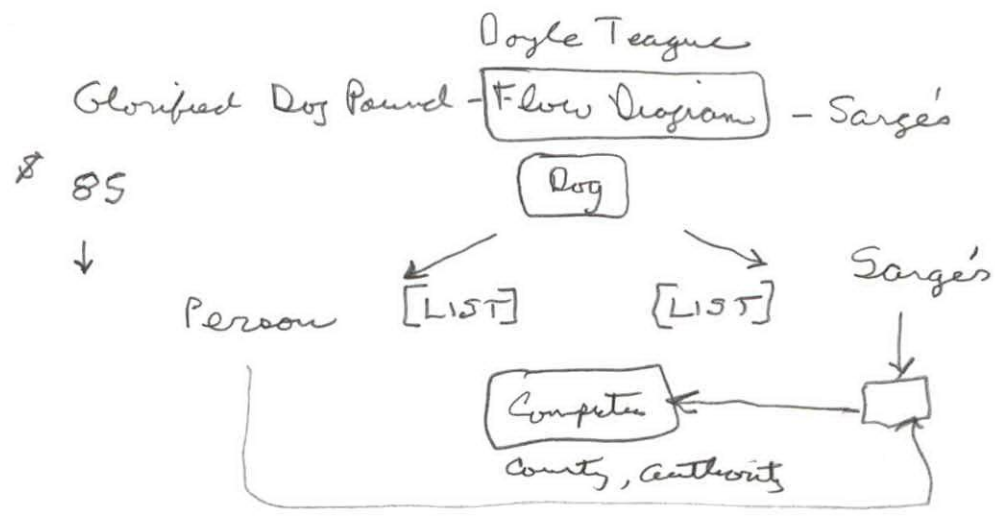 Doyle Teague
Glorified Dog Pound - Flow Diagram - Sarge's
$ 85
Dog
Sarge's
Person [LIST] [LIST]
Computer
County, authority